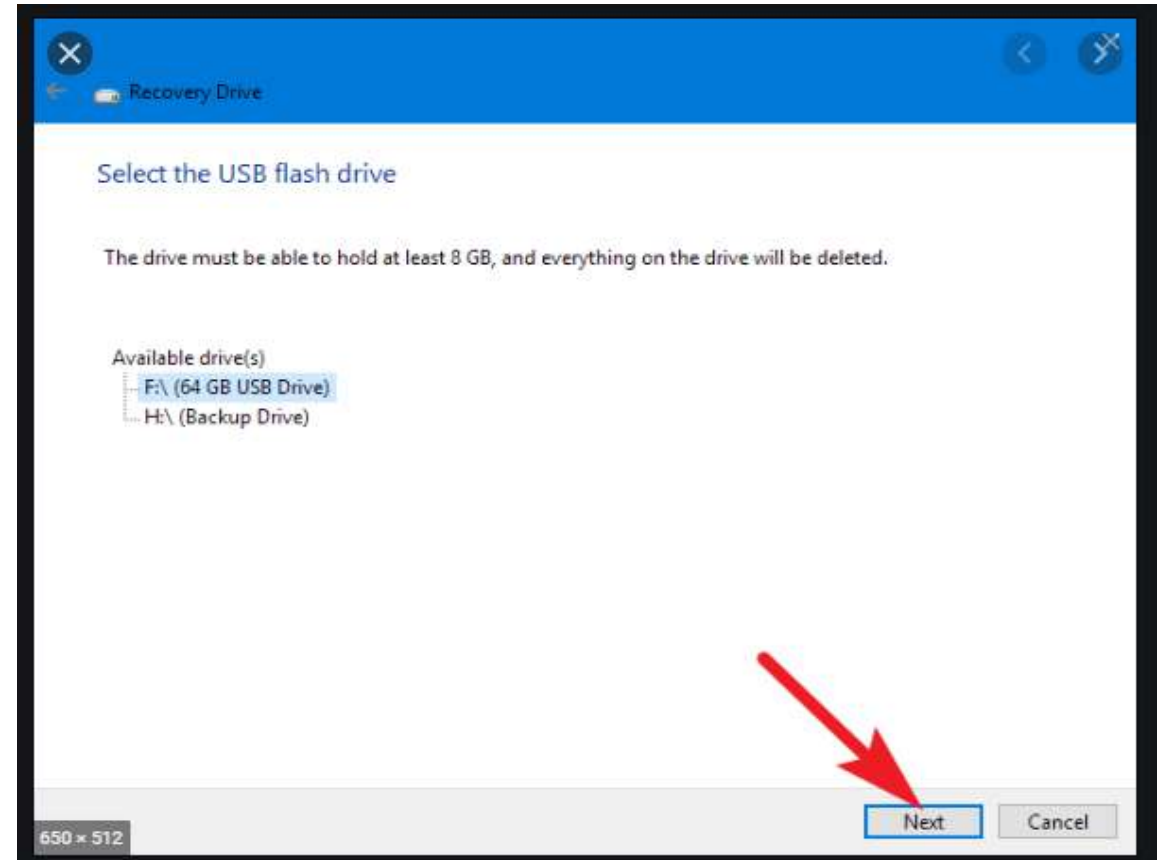 Recovery Drive
Select the USB flash drive
The drive must be able to hold at least 8 GB, and everything on the drive will be deleted.
Available drive(s)
F:\ (64 GB USB Drive)
H:\ (Backup Drive)
Next Cancel
650 × 512